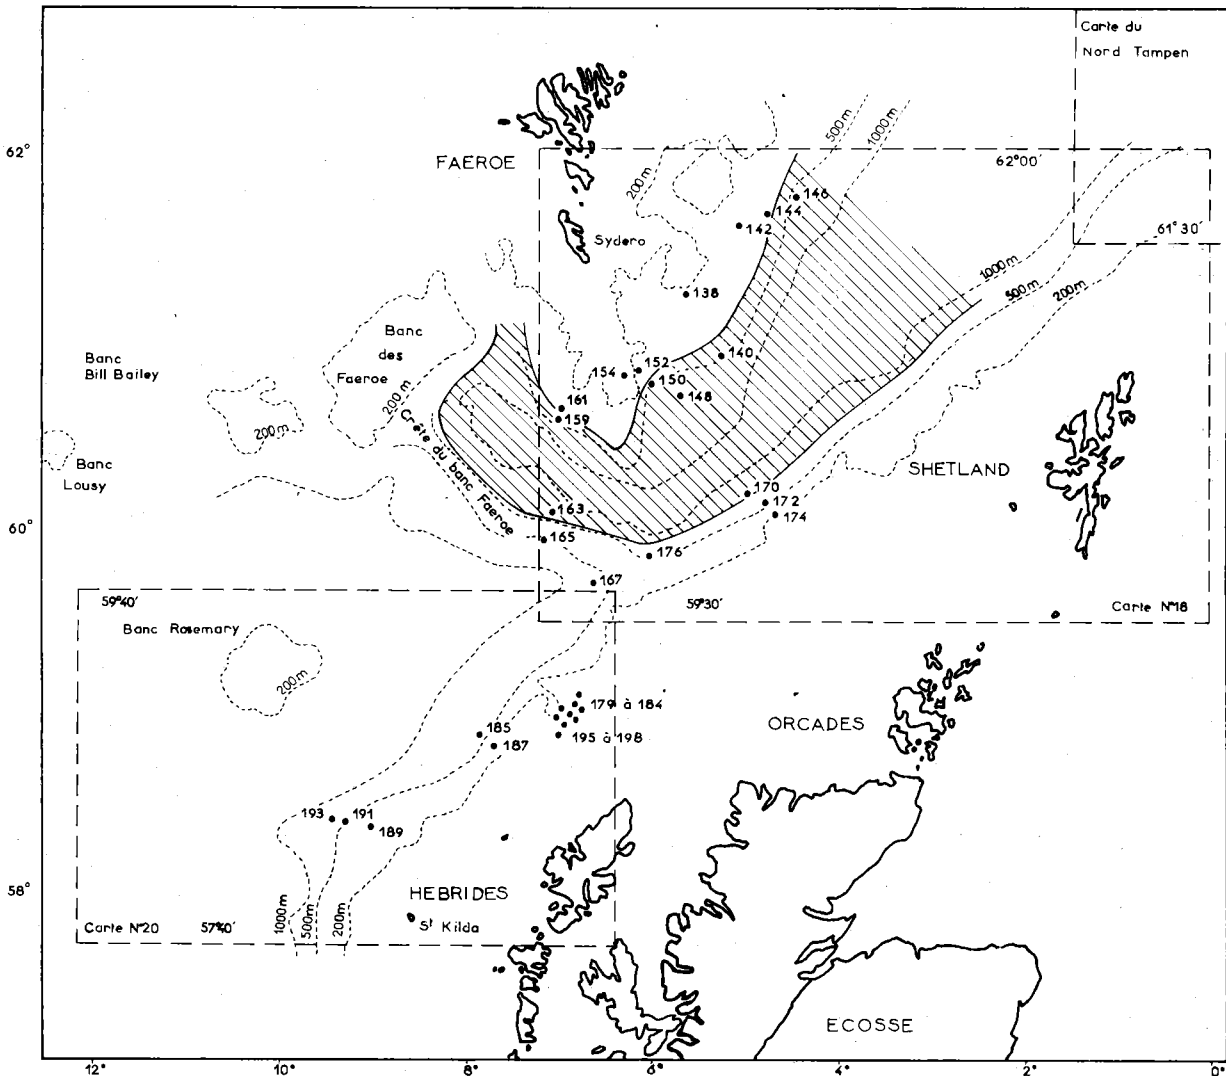 Carte du
Nord Tampen
500m
1000m
62°
FAEROE
200m
62°00'
146
144
142
61°30'
Sydero
1000m
500m
200m
138
Banc
des
Faeroe
Banc
Bill Bailey
140
152
154
150
148
200m
161
159
200m
Crête du banc Faeroe
Banc
Lousy
SHETLAND
170
172
174
163
60°
165
176
167
59°40'
59°30'
Carte N°18
Banc Rosemary
200m
179 à 184
ORCADES
185
195 à 198
187
193
191
189
58°
HEBRIDES
1000m
500m
200m
Carte N°20
57°40'
St Kilda
ECOSSE
12°
10°
8°
6°
4°
2°
0°